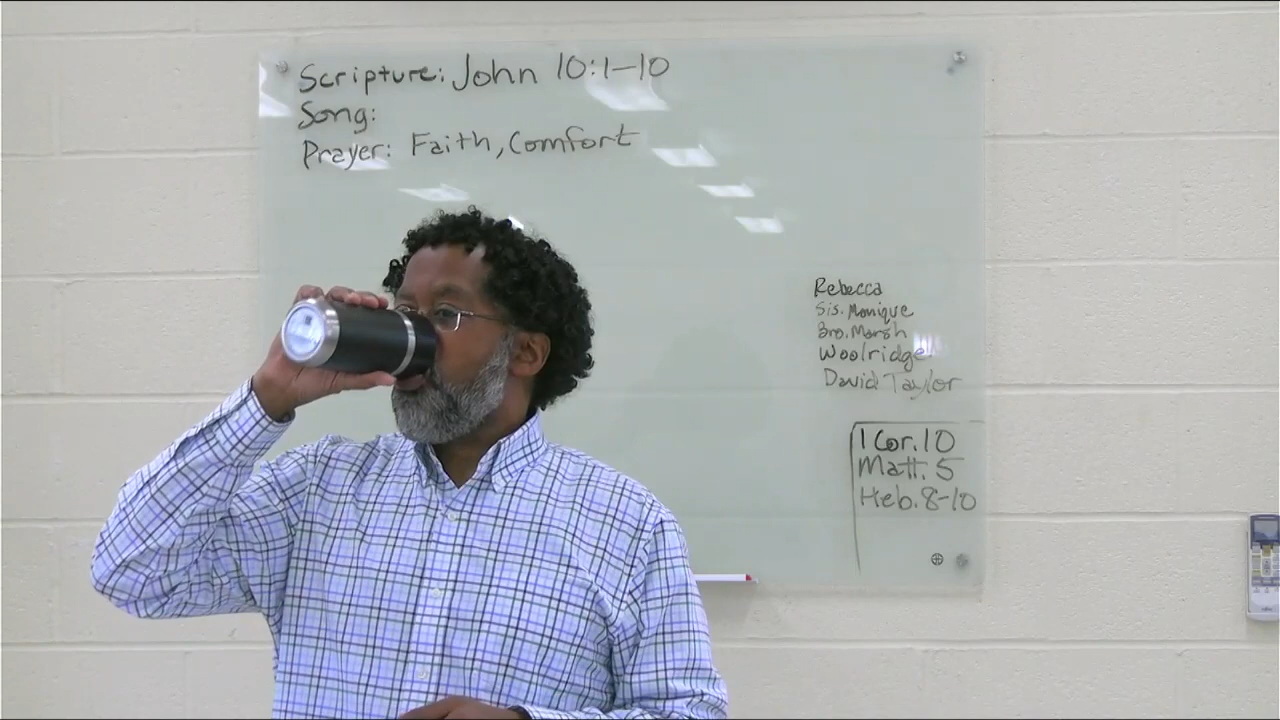 Scripture: John 10:1-10
Song:
Prayer: Faith, Comfort
Rebecca
Sis. Monique
Bro. Marsh
Woolridge
David Taylor
1 Cor. 10
Matt. 5
Heb. 8-10